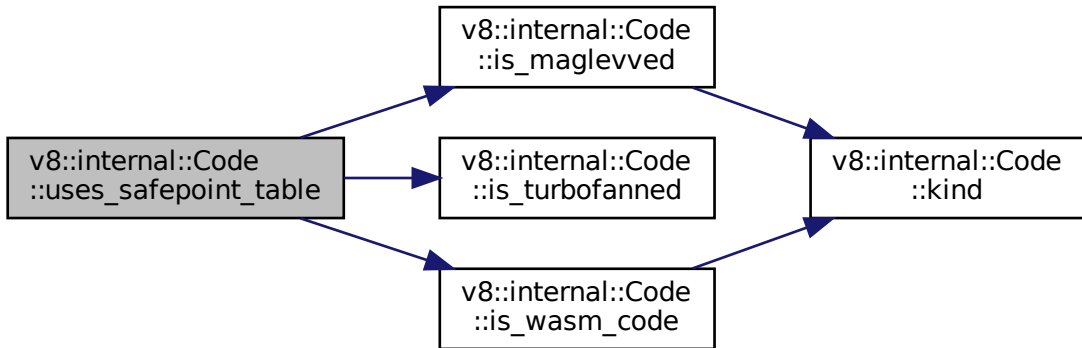 v8::internal::Code
::uses_safepoint_table
v8::internal::Code
::is_maglevved
v8::internal::Code
::is_turbofanned
v8::internal::Code
::is_wasm_code
v8::internal::Code
::kind